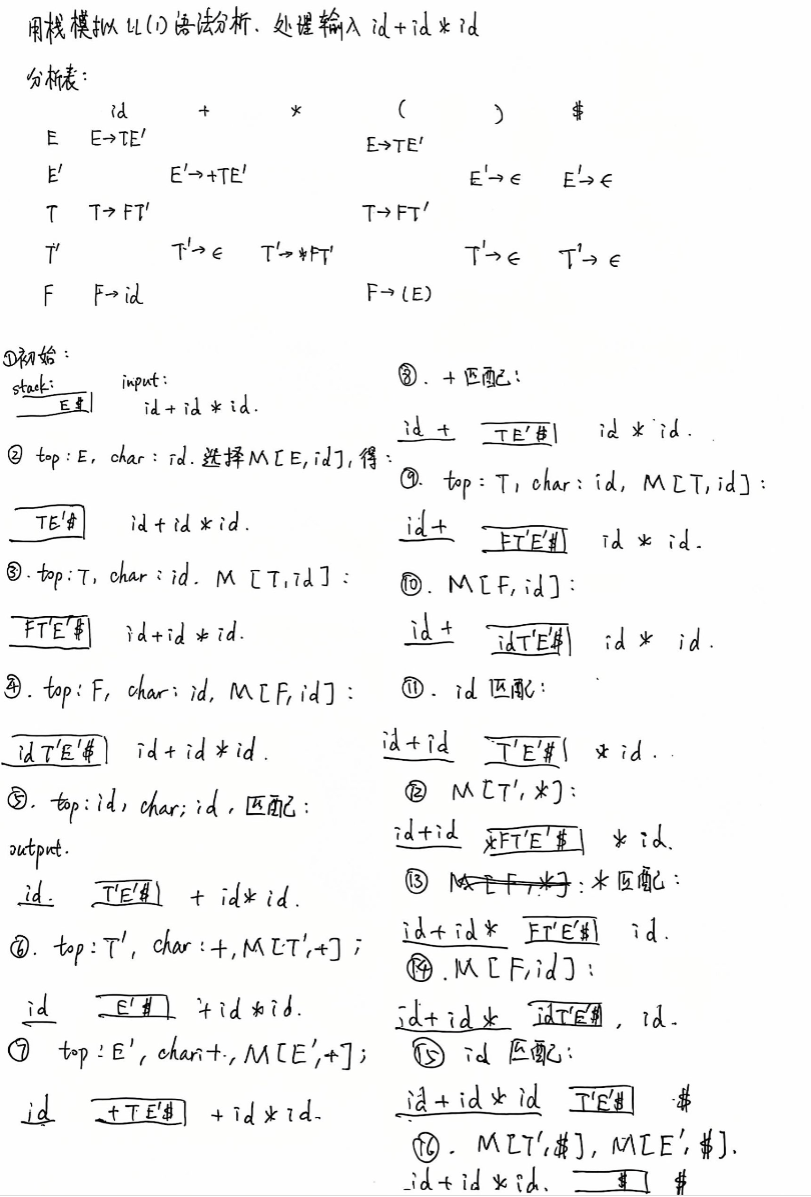 用栈模拟LL(1)语法分析、处理输入 id+id*id
分析表:
id + * ( ) $
E E→TE' E→TE'
E' E'→+TE' E'→ϵ E'→ϵ
T T→FT' T→FT'
T' T'→ϵ T'→*FT' T'→ϵ T'→ϵ
F F→id F→(E)
①初始:
stack: input:
E$ id+id*id.
② top:E, char:id.选择M[E,id],得:
TE'$ id+id*id.
③.top:T, char:id. M[T,id]:
FT'E'$ id+id*id.
④.top:F, char:id, M[F,id]:
idT'E'$ id+id*id.
⑤.top:id, char;id,匹配:
output.
id. T'E'$ +id*id.
⑥.top:T', char:+,M[T',+];
id E'$ +id*id.
⑦ top:E', char:+,M[E',+];
id +TE'$ +id*id.
⑧.+匹配:
id+ TE'$ id*id.
⑨.top:T, char:id, M[T,id]:
id+ FT'E'$ id*id.
⑩.M[F,id]:
id+ idT'E'$ id*id.
⑪.id匹配:
id+id T'E'$ *id.
⑫ M[T',*]:
id+id *FT'E'$ *id.
⑬ M[F,*]:*匹配:
id+id* FT'E'$ id.
⑭.M[F,id]:
id+id* idT'E'$, id.
⑮ id匹配:
id+id*id T'E'$ $
⑯.M[T',$],M[E',$].
id+id*id. $ $